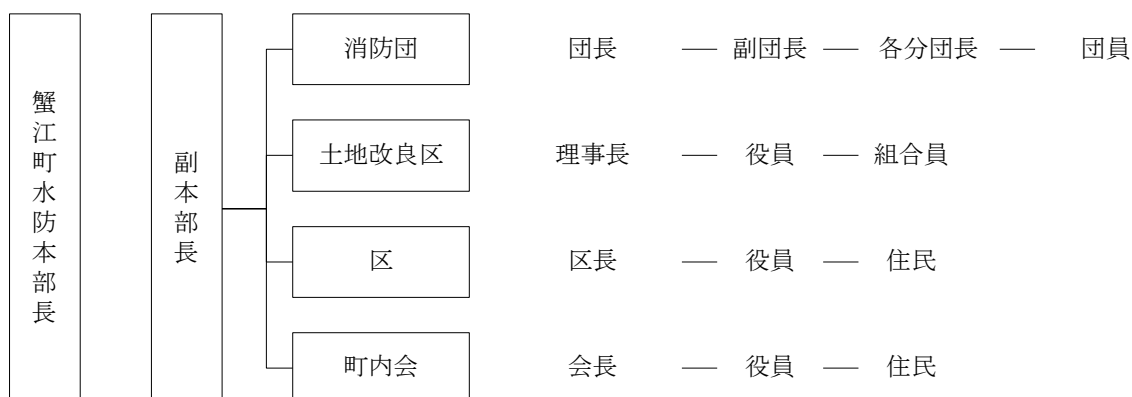 蟹江町水防本部長
副本部長
消防団 団長 ― 副団長 ― 各分団長 ― 団員
土地改良区 理事長 ― 役員 ― 組合員
区 区長 ― 役員 ― 住民
町内会 会長 ― 役員 ― 住民